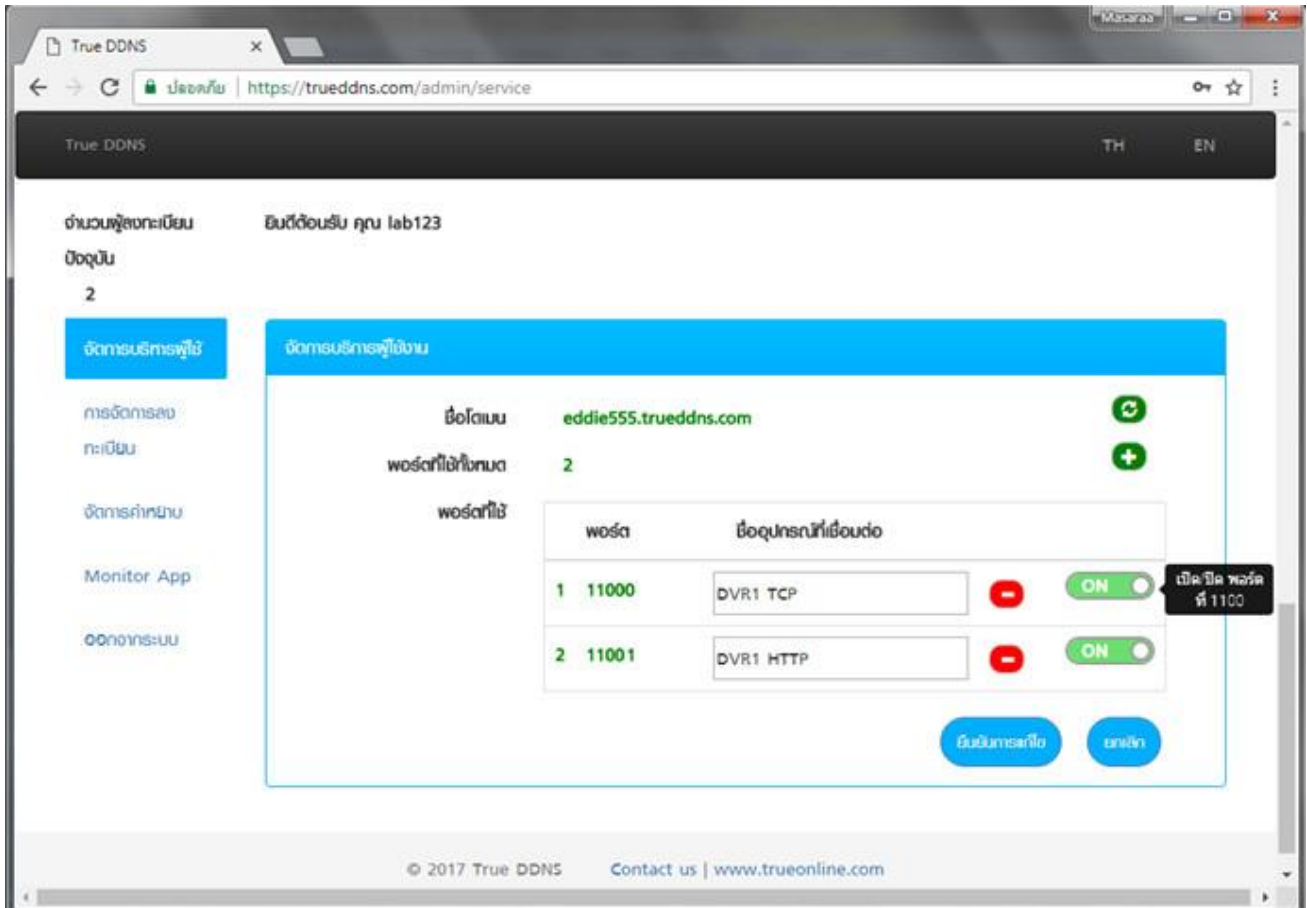 Masaraa
True DDNS
ปลอดภัย
https://trueddns.com/admin/service
True DDNS
TH
EN
จำนวนผู้ลงทะเบียน
ปัจจุบัน
2
ยินดีต้อนรับ คุณ lab123
จัดการบริการผู้ใช้
การจัดการลง
ทะเบียน
จัดการคำหยาบ
Monitor App
ออกจากระบบ
จัดการบริการผู้ใช้งาน
ชื่อโดเมน
eddie555.trueddns.com
พอร์ตที่ใช้ทั้งหมด
2
พอร์ตที่ใช้
พอร์ต ชื่ออุปกรณ์ที่เชื่อมต่อ
1 11000 DVR1 TCP ON
เปิด/ปิด พอร์ต
ที่ 1100
2 11001 DVR1 HTTP ON
ยืนยันการแก้ไข
ยกเลิก
© 2017 True DDNS Contact us | www.trueonline.com